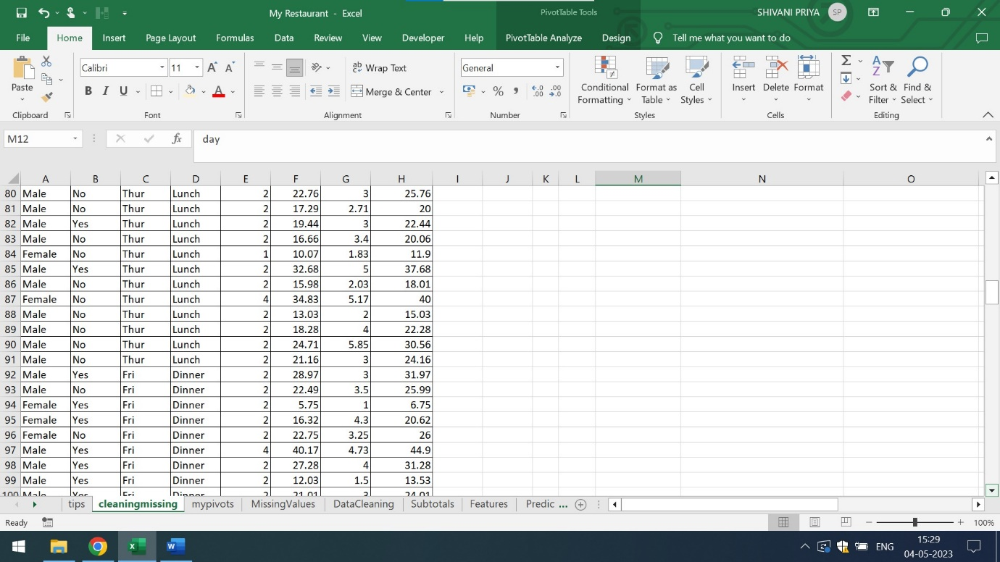 My Restaurant - Excel
PivotTable Tools
SHIVANI PRIYA
SP
File Home Insert Page Layout Formulas Data Review View Developer Help PivotTable Analyze Design Tell me what you want to do
Calibri 11
ab Wrap Text
General
Paste
Merge & Center
B I U A
% ,
Conditional Formatting
Format as Table
Cell Styles
Insert Delete Format
Sort & Filter
Find & Select
Clipboard Font Alignment Number Styles Cells Editing
M12 fx day
A B C D E F G H I J K L M N O
80 Male No Thur Lunch 2 22.76 3 25.76
81 Male No Thur Lunch 2 17.29 2.71 20
82 Male Yes Thur Lunch 2 19.44 3 22.44
83 Male No Thur Lunch 2 16.66 3.4 20.06
84 Female No Thur Lunch 1 10.07 1.83 11.9
85 Male Yes Thur Lunch 2 32.68 5 37.68
86 Male No Thur Lunch 2 15.98 2.03 18.01
87 Female No Thur Lunch 4 34.83 5.17 40
88 Male No Thur Lunch 2 13.03 2 15.03
89 Male No Thur Lunch 2 18.28 4 22.28
90 Male No Thur Lunch 2 24.71 5.85 30.56
91 Male No Thur Lunch 2 21.16 3 24.16
92 Male Yes Fri Dinner 2 28.97 3 31.97
93 Male No Fri Dinner 2 22.49 3.5 25.99
94 Female Yes Fri Dinner 2 5.75 1 6.75
95 Female Yes Fri Dinner 2 16.32 4.3 20.62
96 Female No Fri Dinner 2 22.75 3.25 26
97 Male Yes Fri Dinner 4 40.17 4.73 44.9
98 Male Yes Fri Dinner 2 27.28 4 31.28
99 Male Yes Fri Dinner 2 12.03 1.5 13.53
100 Male Yes Fri Dinner 2 21.01 3 24.01
tips cleaningmissing mypivots MissingValues DataCleaning Subtotals Features Predic ...
Ready
100%
ENG
15:29
04-05-2023